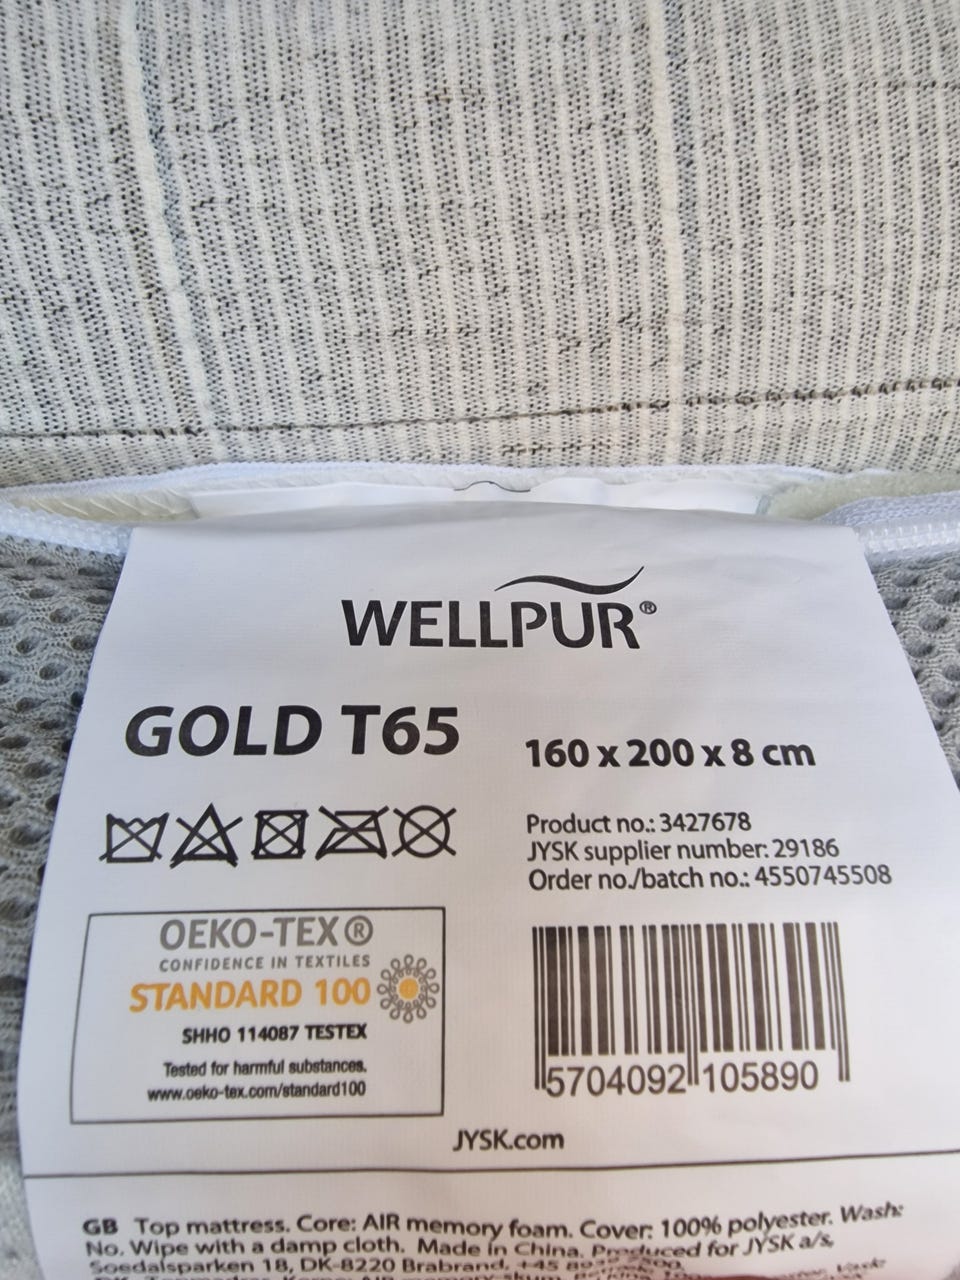 WELLPUR®
GOLD T65
160 x 200 x 8 cm
Product no.: 3427678
JYSK supplier number: 29186
Order no./batch no.: 4550745508
OEKO-TEX®
CONFIDENCE IN TEXTILES
STANDARD 100
SHHO 114087 TESTEX
Tested for harmful substances.
www.oeko-tex.com/standard100
5704092 105890
JYSK.com
GB Top mattress. Core: AIR memory foam. Cover: 100% polyester. Wash:
No. Wipe with a damp cloth. Made in China. Produced for JYSK a/s,
Soedalsparken 18, DK-8220 Brabrand, +45